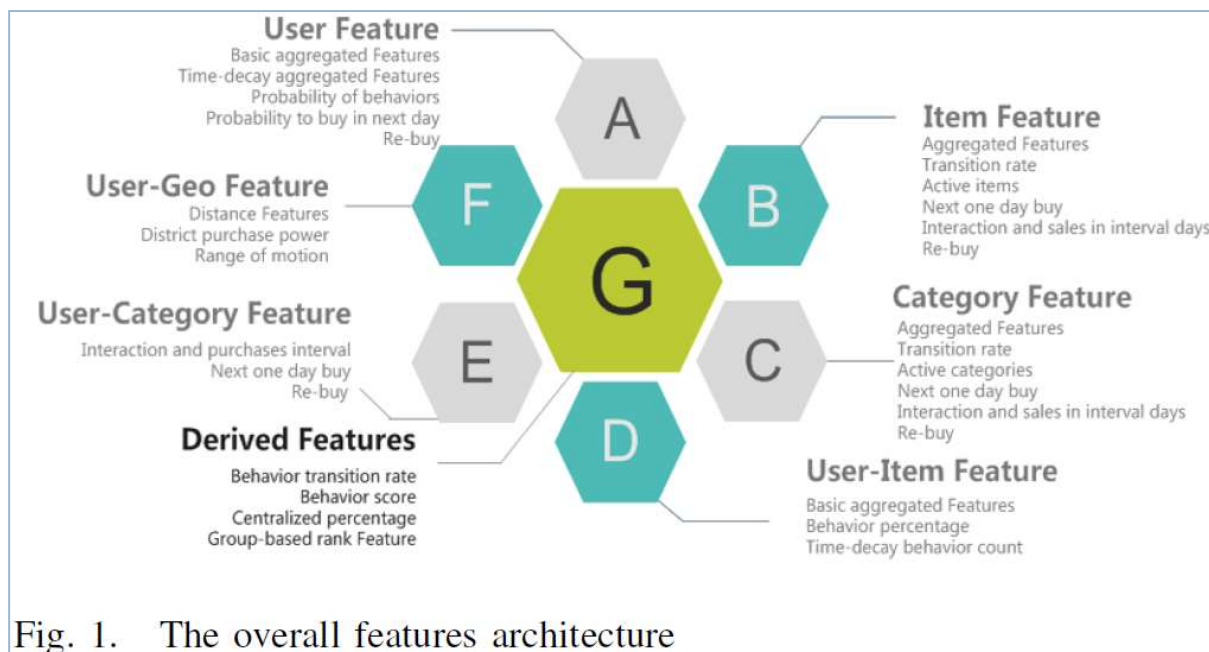 User Feature
Basic aggregated Features
Time-decay aggregated Features
Probability of behaviors
Probability to buy in next day
Re-buy
A
Item Feature
Aggregated Features
Transition rate
Active items
Next one day buy
Interaction and sales in interval days
Re-buy
B
User-Geo Feature
Distance Features
District purchase power
Range of motion
F
G
Category Feature
Aggregated Features
Transition rate
Active categories
Next one day buy
Interaction and sales in interval days
Re-buy
C
User-Category Feature
Interaction and purchases interval
Next one day buy
Re-buy
E
Derived Features
Behavior transition rate
Behavior score
Centralized percentage
Group-based rank Feature
D
User-Item Feature
Basic aggregated Features
Behavior percentage
Time-decay behavior count
Fig. 1. The overall features architecture